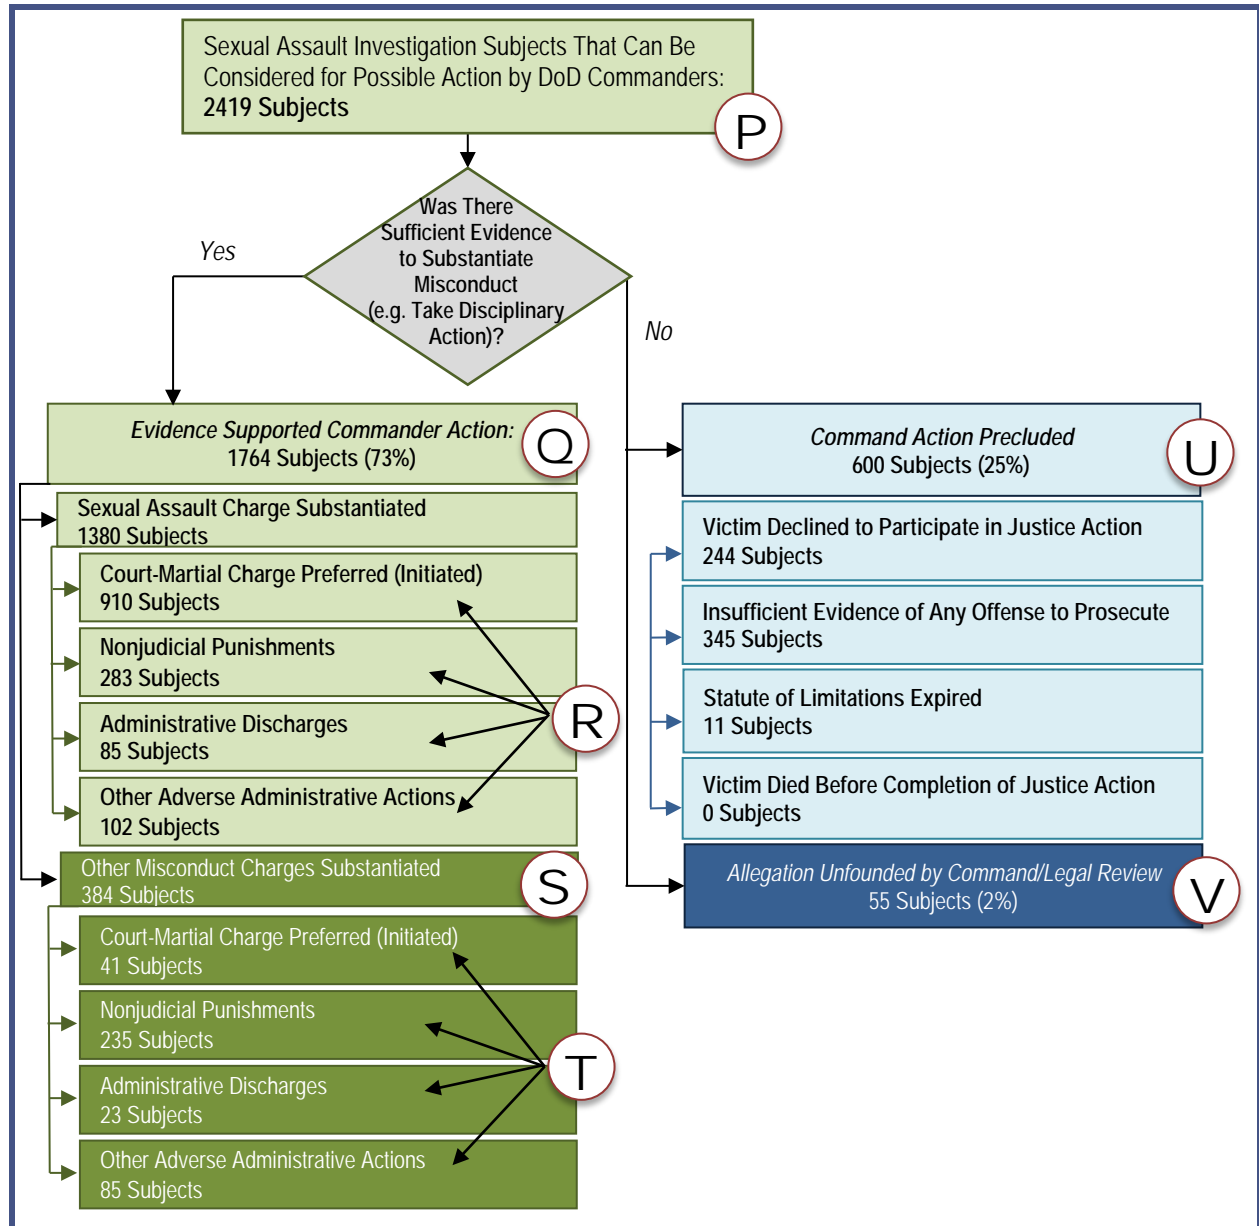 Sexual Assault Investigation Subjects That Can Be
Considered for Possible Action by DoD Commanders:
2419 Subjects
P
Was There
Sufficient Evidence
to Substantiate
Misconduct
(e.g. Take Disciplinary
Action)?
Yes
No
Evidence Supported Commander Action:
1764 Subjects (73%)
Q
Sexual Assault Charge Substantiated
1380 Subjects
Court-Martial Charge Preferred (Initiated)
910 Subjects
Nonjudicial Punishments
283 Subjects
R
Administrative Discharges
85 Subjects
Other Adverse Administrative Actions
102 Subjects
Other Misconduct Charges Substantiated
384 Subjects
S
Court-Martial Charge Preferred (Initiated)
41 Subjects
Nonjudicial Punishments
235 Subjects
T
Administrative Discharges
23 Subjects
Other Adverse Administrative Actions
85 Subjects
Command Action Precluded
600 Subjects (25%)
U
Victim Declined to Participate in Justice Action
244 Subjects
Insufficient Evidence of Any Offense to Prosecute
345 Subjects
Statute of Limitations Expired
11 Subjects
Victim Died Before Completion of Justice Action
0 Subjects
Allegation Unfounded by Command/Legal Review
55 Subjects (2%)
V